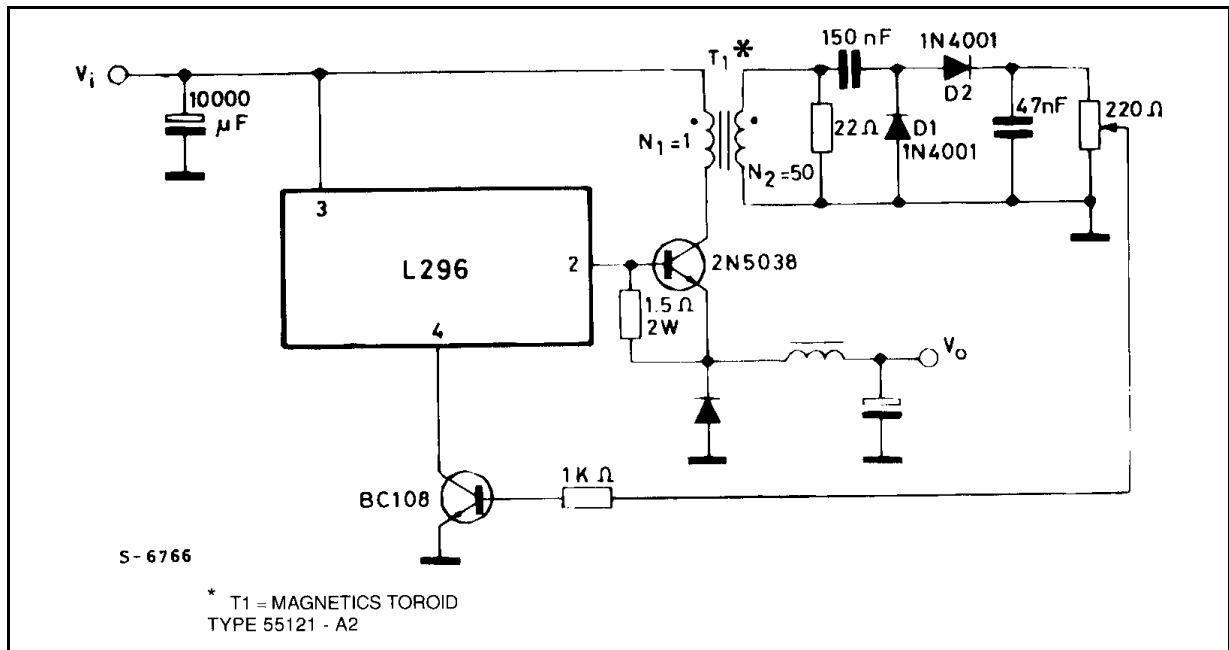 150 nF
1N4001
T1 *
Vi
10000
µF
D2
47nF
220 Ω
N1=1
22Ω
D1
1N4001
N2=50
3
L296
2
2N5038
1.5 Ω
2W
4
Vo
1K Ω
BC108
S-6766
* T1 = MAGNETICS TOROID
TYPE 55121 - A2